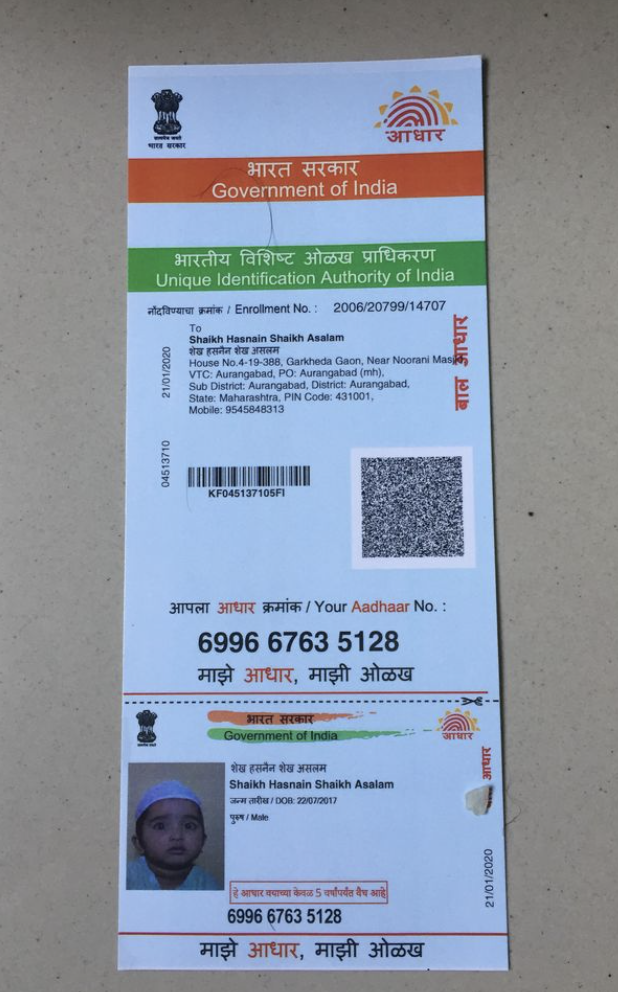 सत्यमेव जयते
भारत सरकार
आधार
भारत सरकार
Government of India
भारतीय विशिष्ट ओळख प्राधिकरण
Unique Identification Authority of India
नोंदविण्याचा क्रमांक / Enrollment No. : 2006/20799/14707
To
Shaikh Hasnain Shaikh Asalam
शेख हसनैन शेख असलम
House No.4-19-388, Garkheda Gaon, Near Noorani
VTC: Aurangabad, PO: Aurangabad (mh),
Sub District: Aurangabad, District: Aurangabad,
State: Maharashtra, PIN Code: 431001,
Mobile: 9545848313
21/01/2020
बाल आधार
04513710
KF045137105FI
आपला आधार क्रमांक / Your Aadhaar No. :
6996 6763 5128
माझे आधार, माझी ओळख
भारत सरकार
Government of India
आधार
शेख हसनैन शेख असलम
Shaikh Hasnain Shaikh Asalam
जन्म तारीख / DOB: 22/07/2017
पुरुष / Male
आधार
21/01/2020
हे आधार वयाच्या केवळ 5 वर्षांपर्यंत वैध आहे
6996 6763 5128
माझे आधार, माझी ओळख